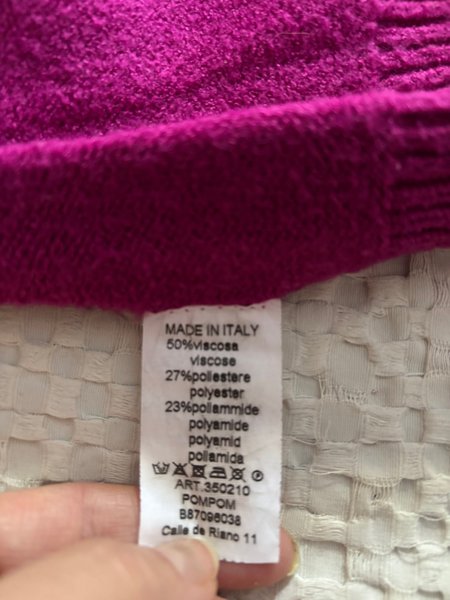 MADE IN ITALY
50%viscosa
viscose
27%poliestere
polyester
23%poliammide
polyamide
polyamid
poliamida
ART.350210
POMPOM
B87096038
Calle de Riano 11